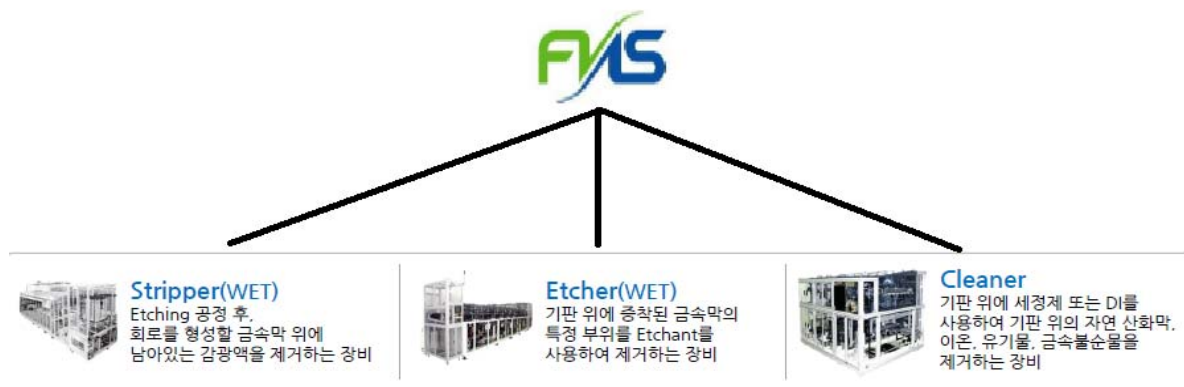 FNS
Stripper(WET)
Etching 공정 후,
회로를 형성할 금속막 위에
남아있는 감광액을 제거하는 장비
Etcher(WET)
기판 위에 증착된 금속막의
특정 부위를 Etchant를
사용하여 제거하는 장비
Cleaner
기판 위에 세정제 또는 DI를
사용하여 기판 위의 자연 산화막,
이온, 유기물, 금속불순물을
제거하는 장비